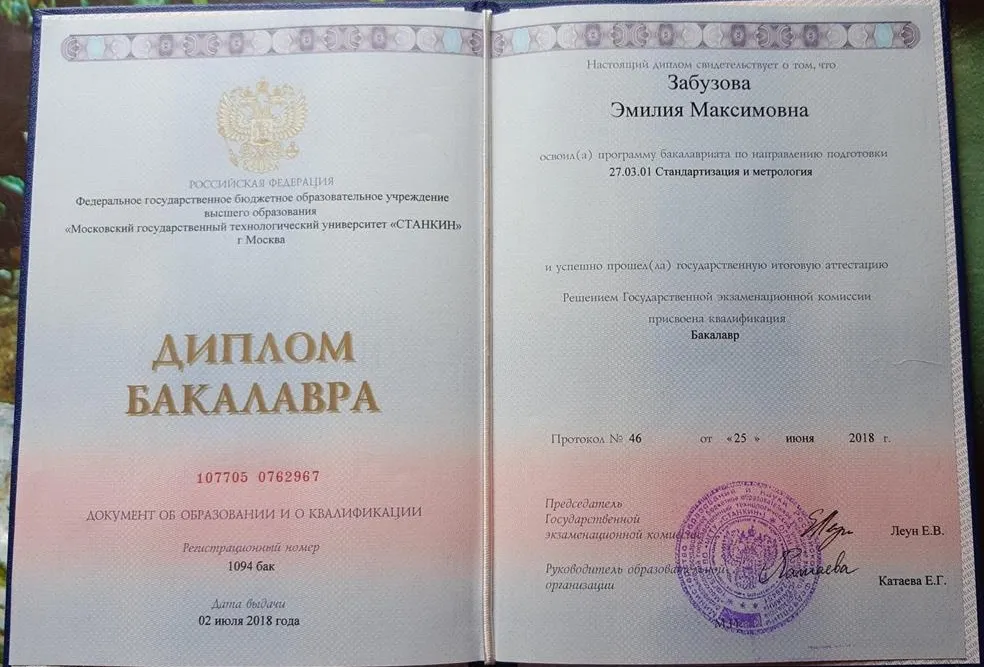 РОССИЙСКАЯ ФЕДЕРАЦИЯ
Федеральное государственное бюджетное образовательное учреждение
высшего образования
«Московский государственный технологический университет «СТАНКИН»
г Москва
ДИПЛОМ
БАКАЛАВРА
107705 0762967
ДОКУМЕНТ ОБ ОБРАЗОВАНИИ И О КВАЛИФИКАЦИИ
Регистрационный номер
1094 бак
Дата выдачи
02 июля 2018 года
Настоящий диплом свидетельствует о том, что
Забузова
Эмилия Максимовна
освоил(а) программу бакалавриата по направлению подготовки
27.03.01 Стандартизация и метрология
и успешно прошел(ла) государственную итоговую аттестацию
Решением Государственной экзаменационной комиссии
присвоена квалификация
Бакалавр
Протокол № 46 от «25 » июня 2018 г.
Председатель
Государственной
экзаменационной комиссии
Леун Е.В.
Руководитель образовательной
организации
Катаева Е.Г.
М.П.